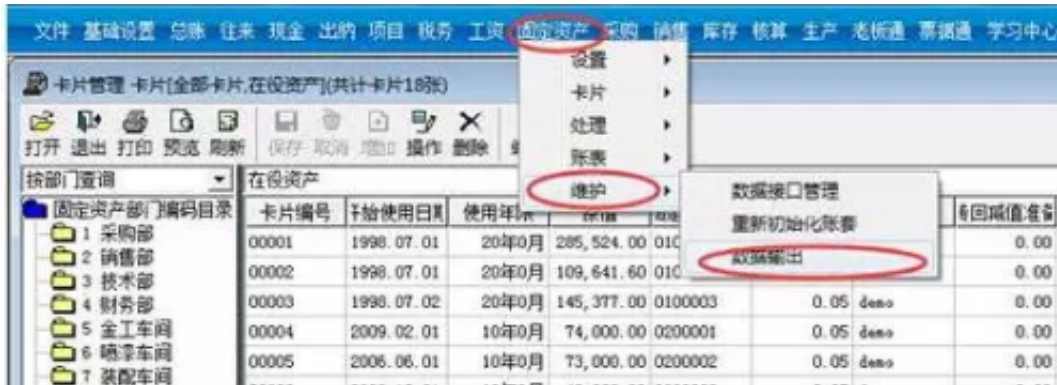 文件 基础设置 总账 往来 现金 出纳 项目 税务 工资 固定资产 采购 销售 库存 核算 生产 老板通 票据通 学习中心
设置
卡片管理 卡片[全部卡片,在役资产](共计卡片18张)
卡片
打开 退出 打印 预览 刷新 保存 取消 增加 操作 删除
处理
账表
按部门查询 在役资产
维护 数据接口管理
固定资产部门编码目录 卡片编号 开始使用日期 使用年限 原值
重新初始化账套
数据输出
1 采购部 00001 1998.07.01 20年0月 285,524.00 0.00
2 销售部
3 技术部 00002 1998.07.01 20年0月 109,641.60 0.00
4 财务部 00003 1998.07.02 20年0月 145,377.00 0100003 0.05 demo 0.00
5 金工车间 00004 2009.02.01 10年0月 74,000.00 0200001 0.05 demo 0.00
6 喷漆车间 00005 2006.06.01 10年0月 73,000.00 0200002 0.05 demo 0.00
7 装配车间